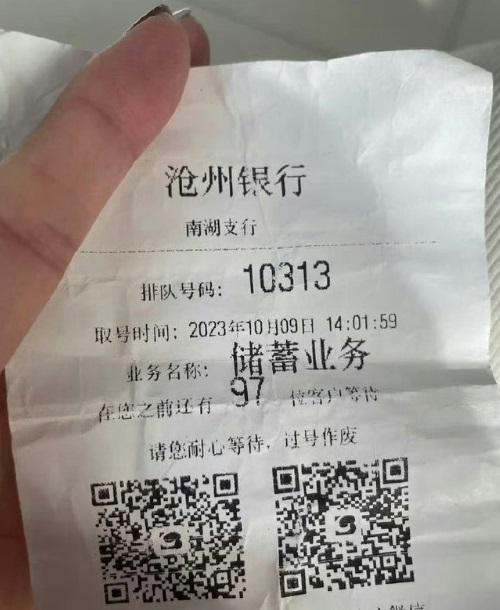 沧州银行
南湖支行
排队号码: 10313
取号时间: 2023年10月09日 14:01:59
业务名称: 储蓄业务
在您之前还有 97 位客户等待
请您耐心等待, 过号作废